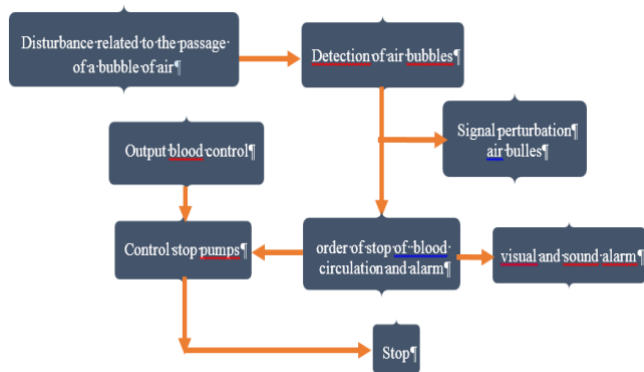 Disturbance related to the passage
of a bubble of air¶
Detection of air bubbles¶
Signal perturbation¶
air bulles¶
Output blood control¶
Control stop pumps¶
order of stop of blood
circulation and alarm¶
visual and sound alarm¶
Stop¶